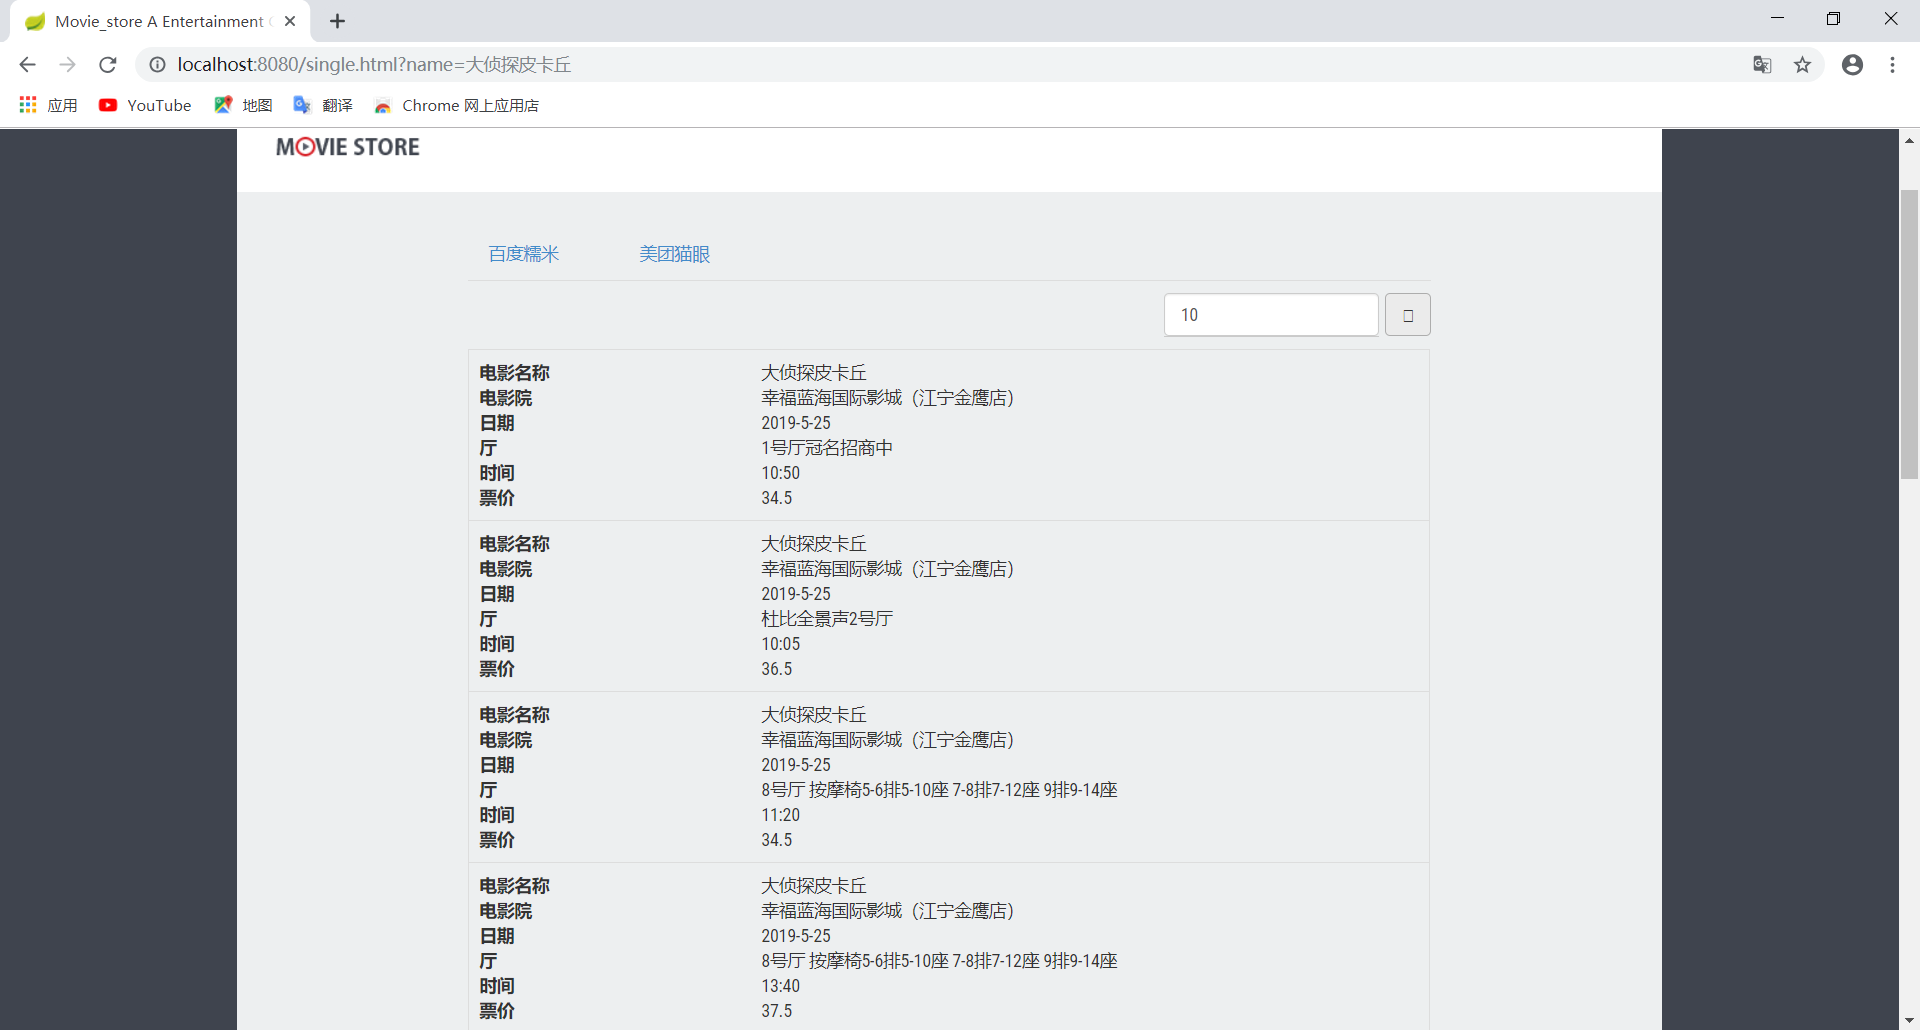 Movie_store A Entertainment
localhost:8080/single.html?name=大侦探皮卡丘
应用 YouTube 地图 翻译 Chrome 网上应用店
MOVIE STORE
百度糯米 美团猫眼
10
电影名称 大侦探皮卡丘
电影院 幸福蓝海国际影城（江宁金鹰店）
日期 2019-5-25
厅 1号厅冠名招商中
时间 10:50
票价 34.5
电影名称 大侦探皮卡丘
电影院 幸福蓝海国际影城（江宁金鹰店）
日期 2019-5-25
厅 杜比全景声2号厅
时间 10:05
票价 36.5
电影名称 大侦探皮卡丘
电影院 幸福蓝海国际影城（江宁金鹰店）
日期 2019-5-25
厅 8号厅 按摩椅5-6排5-10座 7-8排7-12座 9排9-14座
时间 11:20
票价 34.5
电影名称 大侦探皮卡丘
电影院 幸福蓝海国际影城（江宁金鹰店）
日期 2019-5-25
厅 8号厅 按摩椅5-6排5-10座 7-8排7-12座 9排9-14座
时间 13:40
票价 37.5